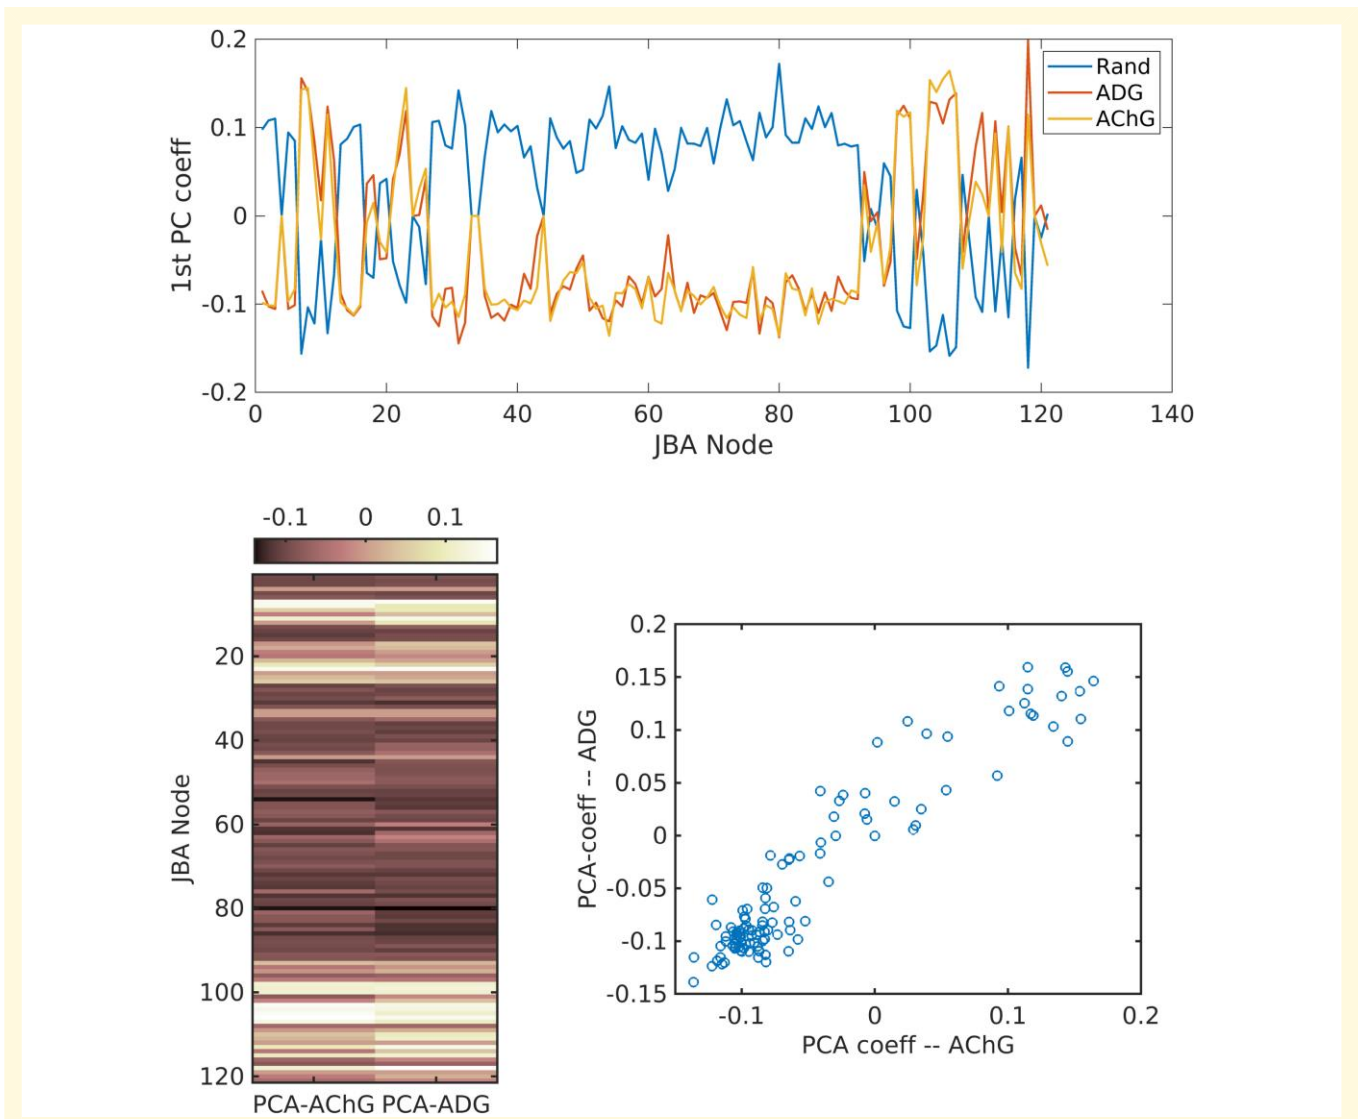 0.2
0.1
0
-0.1
-0.2
1st PC coeff
Rand
ADG
AChG
0 20 40 60 80 100 120 140
JBA Node
-0.1 0 0.1
20
40
60
80
100
120
JBA Node
PCA-AChG PCA-ADG
0.2
0.15
0.1
0.05
0
-0.05
-0.1
-0.15
PCA-coeff -- ADG
-0.1 0 0.1 0.2
PCA coeff -- AChG